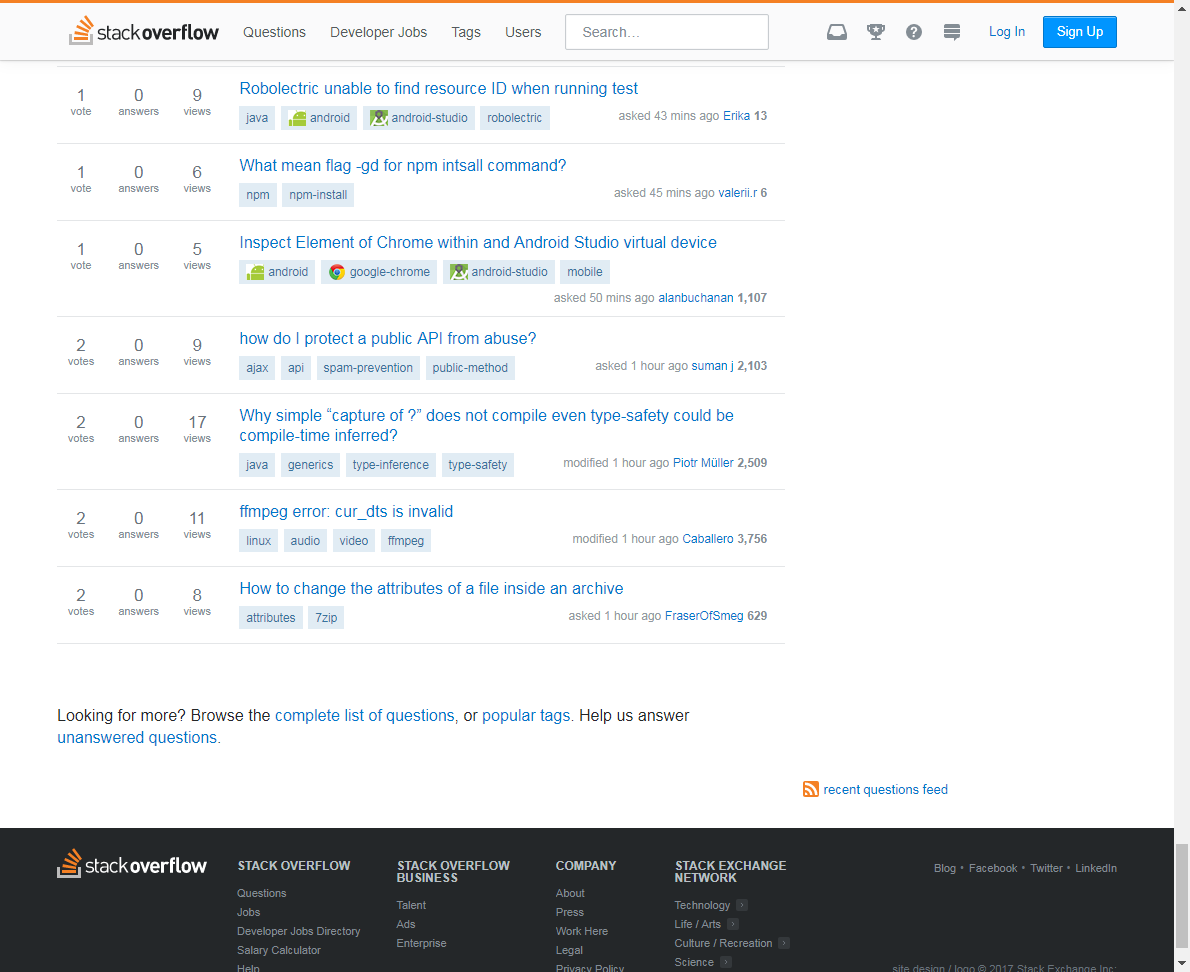 stack overflow Questions Developer Jobs Tags Users Search... Log In Sign Up
1 0 9 Robolectric unable to find resource ID when running test
vote answers views
java android android-studio robolectric asked 43 mins ago Erika 13
1 0 6 What mean flag -gd for npm intsall command?
vote answers views
npm npm-install asked 45 mins ago valerii.r 6
1 0 5 Inspect Element of Chrome within and Android Studio virtual device
vote answers views
android google-chrome android-studio mobile
asked 50 mins ago alanbuchanan 1,107
2 0 9 how do I protect a public API from abuse?
votes answers views
ajax api spam-prevention public-method asked 1 hour ago suman j 2,103
2 0 17 Why simple “capture of ?” does not compile even type-safety could be
votes answers views compile-time inferred?
java generics type-inference type-safety modified 1 hour ago Piotr Müller 2,509
2 0 11 ffmpeg error: cur_dts is invalid
votes answers views
linux audio video ffmpeg modified 1 hour ago Caballero 3,756
2 0 8 How to change the attributes of a file inside an archive
votes answers views
attributes 7zip asked 1 hour ago FraserOfSmeg 629
Looking for more? Browse the complete list of questions, or popular tags. Help us answer
unanswered questions.
recent questions feed
stack overflow
STACK OVERFLOW
Questions
Jobs
Developer Jobs Directory
Salary Calculator
Help
STACK OVERFLOW
BUSINESS
Talent
Ads
Enterprise
COMPANY
About
Press
Work Here
Legal
Privacy Policy
STACK EXCHANGE
NETWORK
Technology
Life / Arts
Culture / Recreation
Science
Blog • Facebook • Twitter • LinkedIn
site design / logo © 2017 Stack Exchange Inc;